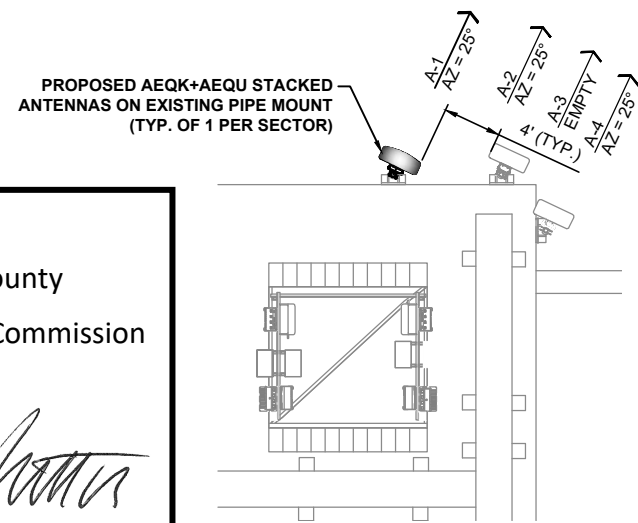 PROPOSED AEQK+AEQU STACKED
ANTENNAS ON EXISTING PIPE MOUNT
(TYP. OF 1 PER SECTOR)
A-1
AZ = 25°
A-2
AZ = 25°
A-3
EMPTY
A-4
AZ = 25°
4' (TYP.)
ounty
Commission